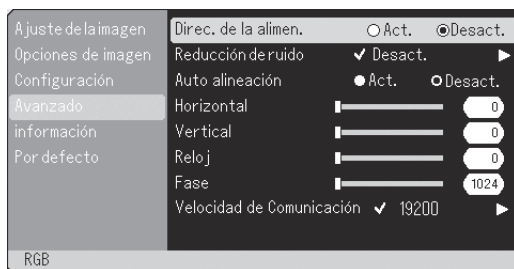 Ajuste de la imagen
Opciones de imagen
Configuración
Avanzado
información
Por defecto
Direc. de la alimen. Act. Desact.
Reducción de ruido ✔ Desact.
Auto alineación Act. Desact.
Horizontal 0
Vertical 0
Reloj 0
Fase 1024
Velocidad de Comunicación ✔ 19200
RGB